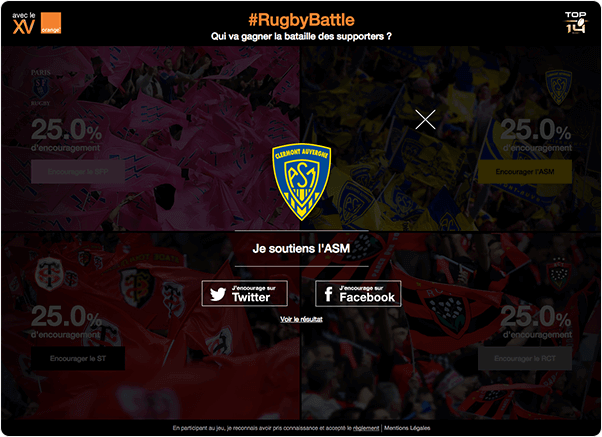 avec le
XV
orange
#RugbyBattle
Qui va gagner la bataille des supporters ?
TOP
14
PARIS
RUGBY
25.0%
d'encouragement
Encourager le SFP
25.0%
d'encouragement
Encourager l'ASM
CLERMONT AUVERGNE
ASM
Je soutiens l'ASM
J'encourage sur
Twitter
J'encourage sur
Facebook
Voir le résultat
25.0%
d'encouragement
Encourager le ST
25.0%
d'encouragement
Encourager le RCT
En participant au jeu, je reconnais avoir pris connaissance et accepté le règlement | Mentions Légales